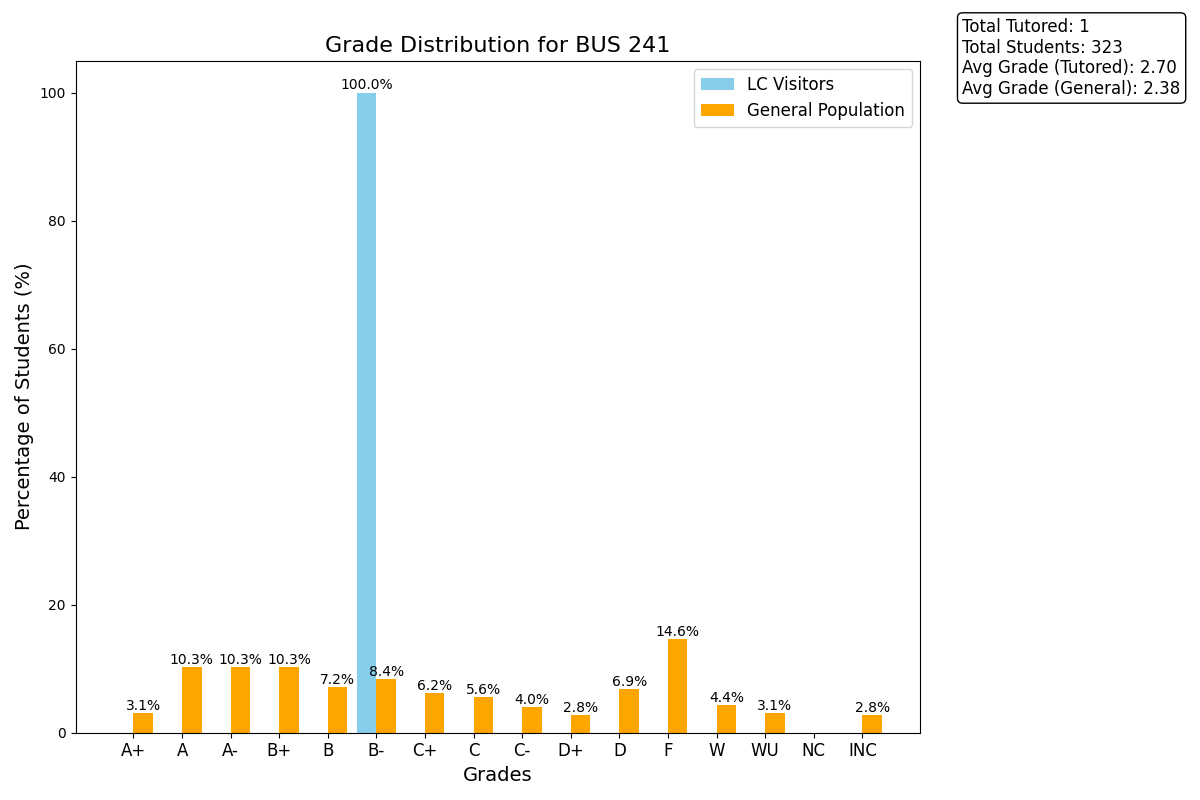 Grade Distribution for BUS 241
Total Tutored: 1
Total Students: 323
Avg Grade (Tutored): 2.70
Avg Grade (General): 2.38
LC Visitors
General Population
Percentage of Students (%)
100
80
60
40
20
0
100.0%
3.1%
10.3%
10.3%
10.3%
7.2%
8.4%
6.2%
5.6%
4.0%
2.8%
6.9%
14.6%
4.4%
3.1%
2.8%
A+ A A- B+ B B- C+ C C- D+ D F W WU NC INC
Grades